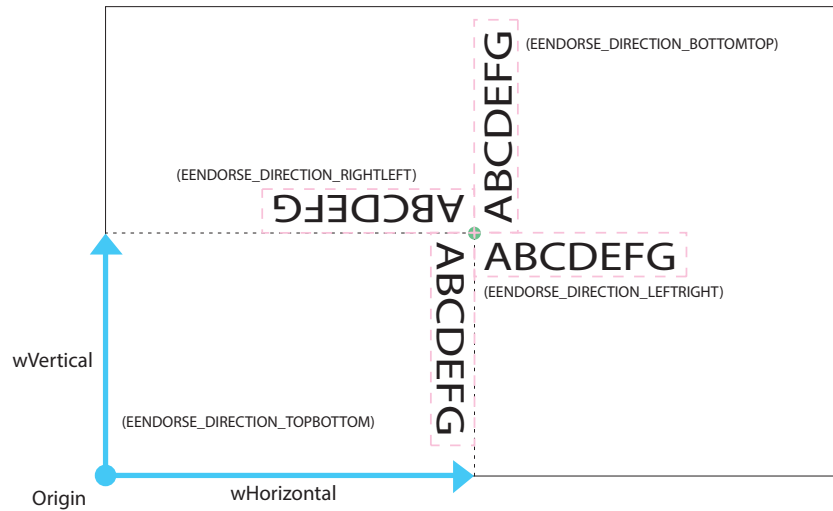 ABCDEFG
(EENDORSE_DIRECTION_BOTTOMTOP)
(EENDORSE_DIRECTION_RIGHTLEFT)
ABCDEFG
ABCDEFG
ABCDEFG
(EENDORSE_DIRECTION_LEFTRIGHT)
wVertical
(EENDORSE_DIRECTION_TOPBOTTOM)
wHorizontal
Origin